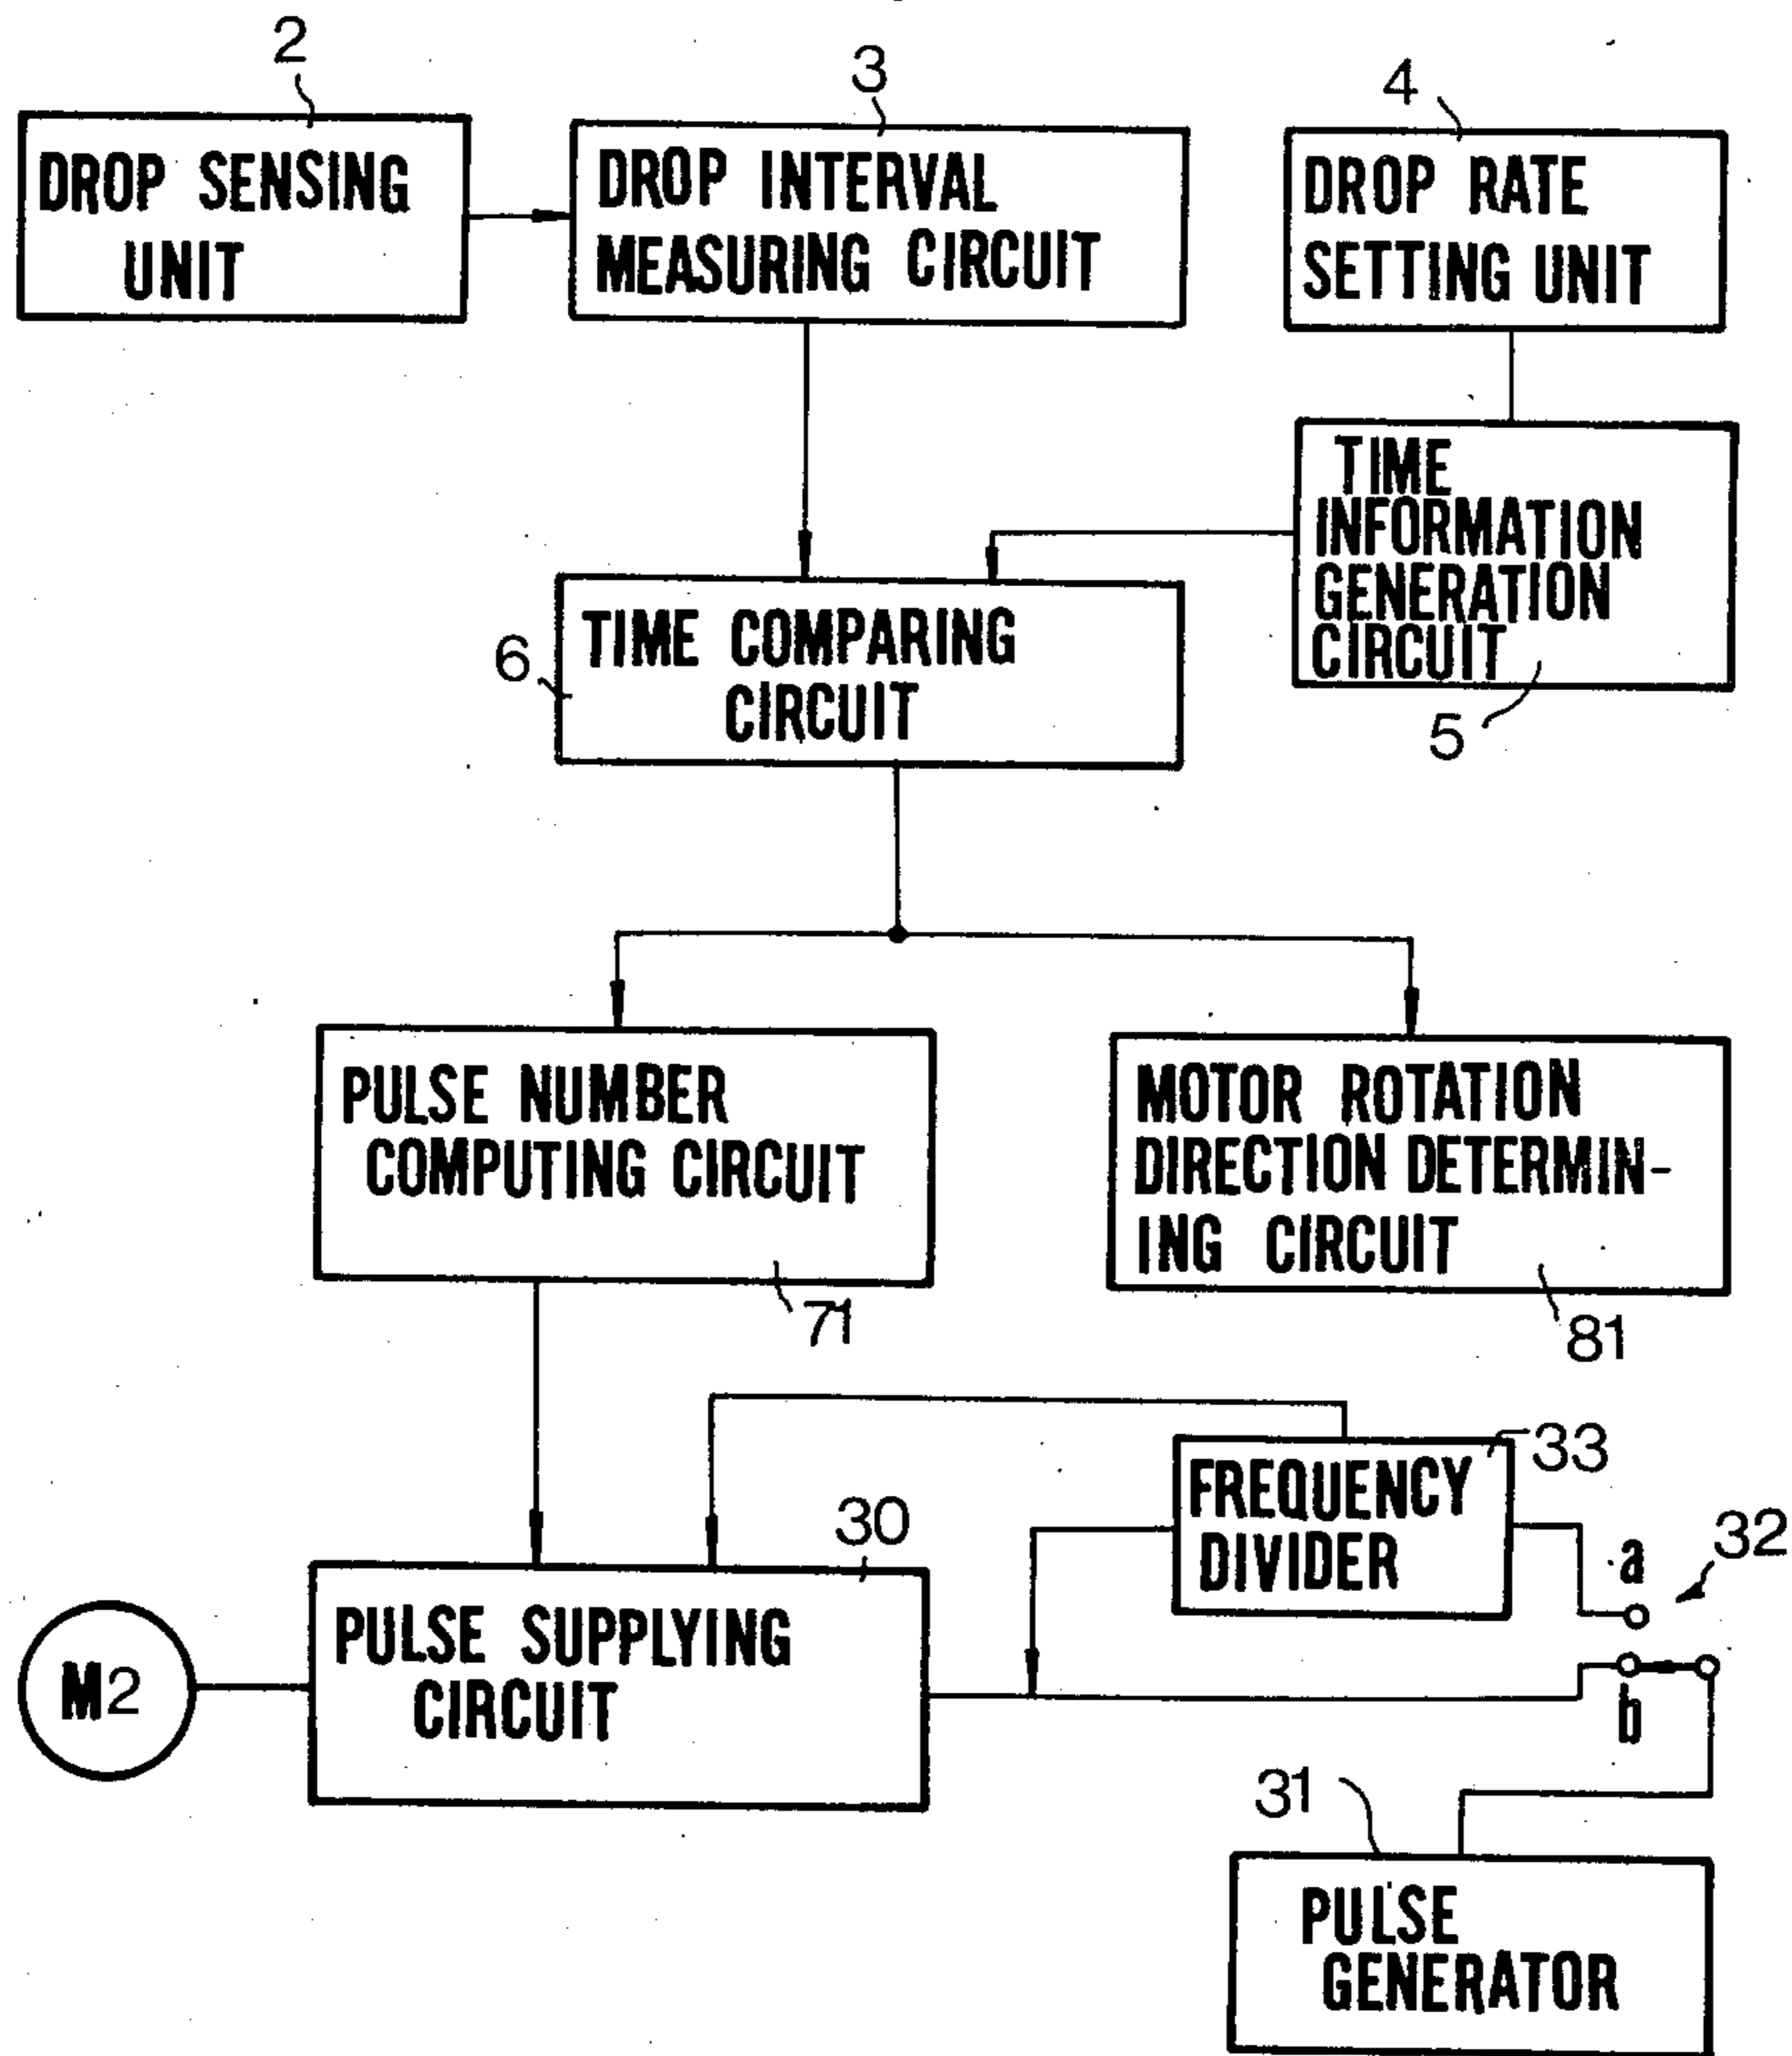 2
3
4
DROP SENSING
UNIT
DROP INTERVAL
MEASURING CIRCUIT
DROP RATE
SETTING UNIT
TIME
INFORMATION
GENERATION
CIRCUIT
5
6
TIME COMPARING
CIRCUIT
PULSE NUMBER
COMPUTING CIRCUIT
71
MOTOR ROTATION
DIRECTION DETERMIN-
ING CIRCUIT
81
33
FREQUENCY
DIVIDER
30
a
32
M2
PULSE SUPPLYING
CIRCUIT
b
31
PULSE
GENERATOR